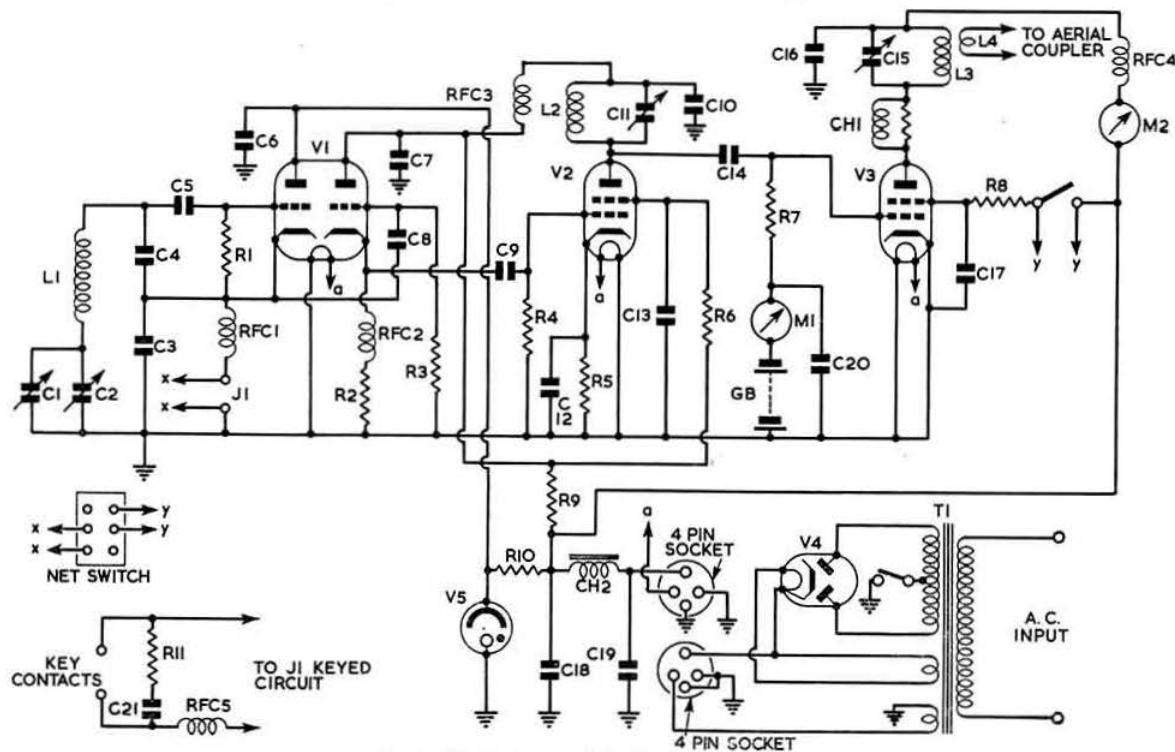 C16
C15
L3
L4
TO AERIAL
COUPLER
RFC4
RFC3
L2
C11
C10
CH1
M2
C6
V1
C7
V2
C14
V3
R8
C5
R7
C4
R1
C8
C9
y
y
L1
a
a
a
C17
C3
RFC1
RFC2
R4
C13
R6
M1
R3
C1
C2
x
J1
x
R2
C
12
R5
GB
C20
R9
a
4 PIN
SOCKET
T1
V4
x
y
x
y
NET SWITCH
R10
CH2
V5
A.C.
INPUT
KEY
CONTACTS
R11
TO J1 KEYED
CIRCUIT
C18
C19
C21
RFC5
4 PIN SOCKET